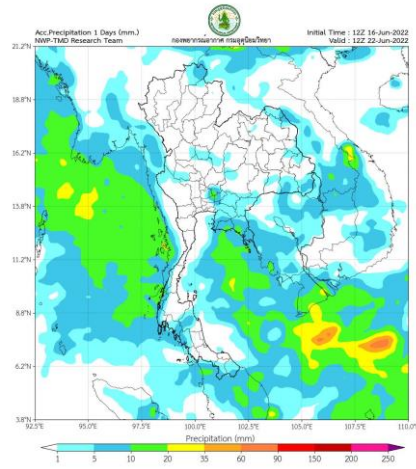 Acc.Precipitation 1 Days (mm.)
NWP-TMD Research Team
กองพยากรณ์อากาศ กรมอุตุนิยมวิทยา
Initial Time : 12Z 16-Jun-2022
Valid : 12Z 22-Jun-2022
21.2°N
18.8°N
16.2°N
13.8°N
11.2°N
8.8°N
6.2°N
3.8°N
92.5°E 95.0°E 97.5°E 100.0°E 102.5°E 105.0°E 107.5°E 110.0°E
Precipitation (mm)
1 5 10 20 35 60 90 150 200 250